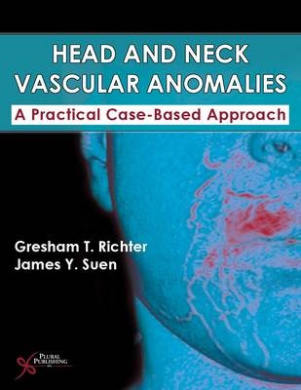 HEAD AND NECK
VASCULAR ANOMALIES
A Practical Case-Based Approach
Gresham T. Richter
James Y. Suen
PLURAL
PUBLISHING